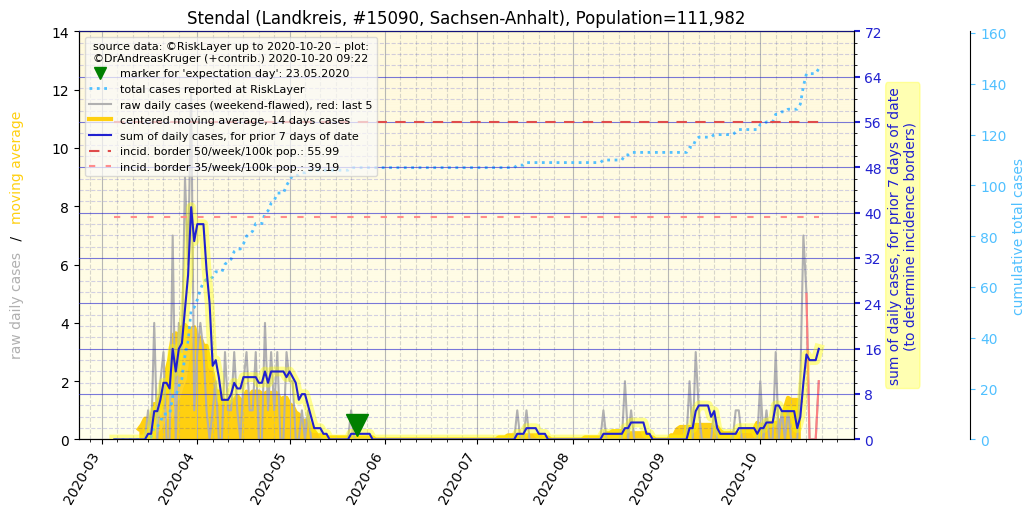 Stendal (Landkreis, #15090, Sachsen-Anhalt), Population=111,982
source data: ©RiskLayer up to 2020-10-20 – plot:
©DrAndreasKruger (+contrib.) 2020-10-20 09:22
marker for 'expectation day': 23.05.2020
total cases reported at RiskLayer
raw daily cases (weekend-flawed), red: last 5
centered moving average, 14 days cases
sum of daily cases, for prior 7 days of date
incid. border 50/week/100k pop.: 55.99
incid. border 35/week/100k pop.: 39.19
raw daily cases / moving average
14
12
10
8
6
4
2
0
2020-03
2020-04
2020-05
2020-06
2020-07
2020-08
2020-09
2020-10
72
64
56
48
40
32
24
16
8
0
sum of daily cases, for prior 7 days of date
(to determine incidence borders)
160
140
120
100
80
60
40
20
0
cumulative total cases